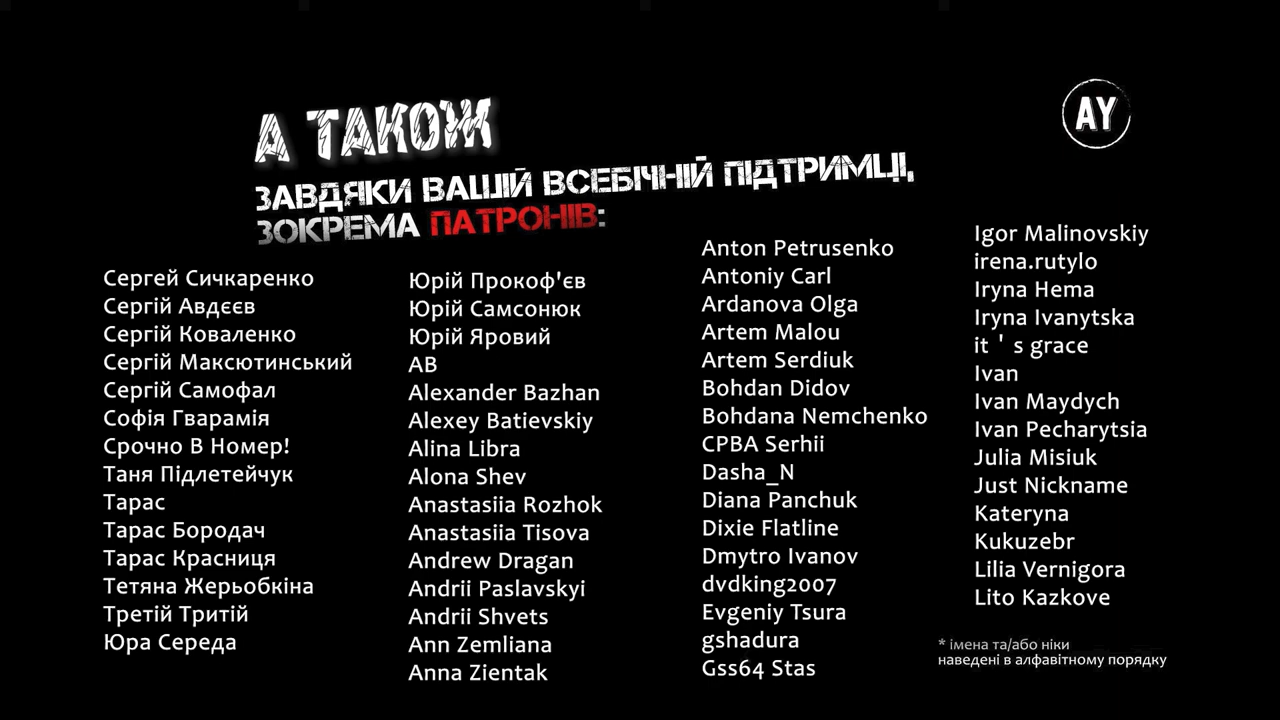 А ТАКОЖ
ЗАВДЯКИ ВАШІЙ ВСЕБІЧНІЙ ПІДТРИМЦІ,
ЗОКРЕМА ПАТРОНІВ:
АУ
Сергей Сичкаренко
Сергій Авдєєв
Сергій Коваленко
Сергій Максютинський
Сергій Самофал
Софія Гварамія
Срочно В Номер!
Таня Підлетейчук
Тарас
Тарас Бородач
Тарас Красниця
Тетяна Жерьобкіна
Третій Тритій
Юра Середа
Юрій Прокоф'єв
Юрій Самсонюк
Юрій Яровий
AB
Alexander Bazhan
Alexey Batievskiy
Alina Libra
Alona Shev
Anastasiia Rozhok
Anastasiia Tisova
Andrew Dragan
Andrii Paslavskyi
Andrii Shvets
Ann Zemliana
Anna Zientak
Anton Petrusenko
Antoniy Carl
Ardanova Olga
Artem Malou
Artem Serdiuk
Bohdan Didov
Bohdana Nemchenko
CPBA Serhii
Dasha_N
Diana Panchuk
Dixie Flatline
Dmytro Ivanov
dvdking2007
Evgeniy Tsura
gshadura
Gss64 Stas
Igor Malinovskiy
irena.rutylo
Iryna Hema
Iryna Ivanytska
it ' s grace
Ivan
Ivan Maydych
Ivan Pecharytsia
Julia Misiuk
Just Nickname
Kateryna
Kukuzebr
Lilia Vernigora
Lito Kazkove
* імена та/або ніки
наведені в алфавітному порядку